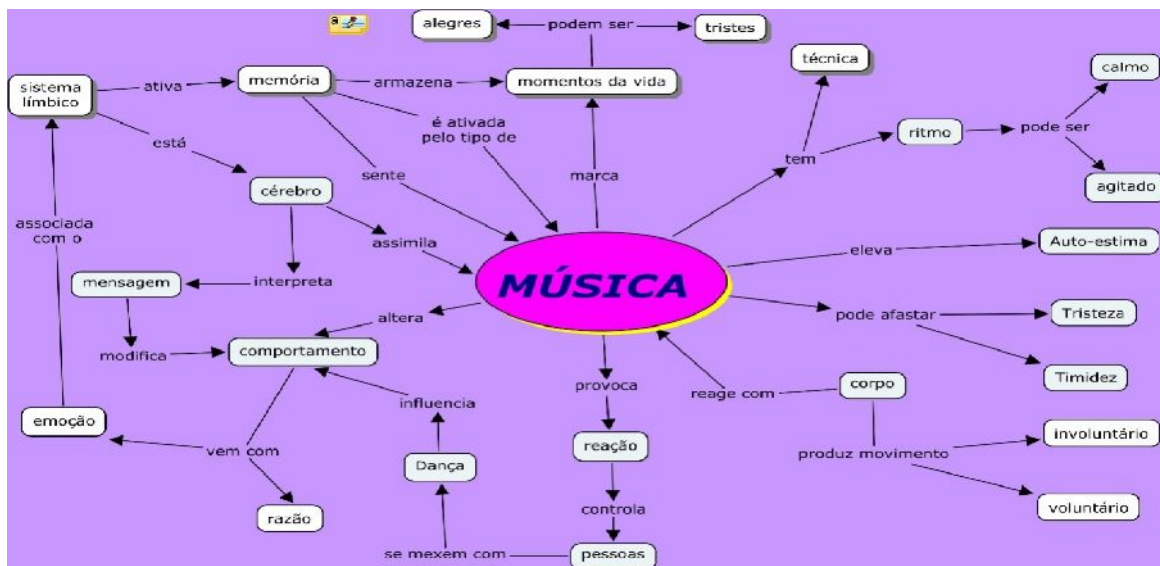 alegres
podem ser
tristes
sistema
límbico
ativa
memória
armazena
momentos da vida
técnica
calmo
ritmo
pode ser
agitado
está
é ativada
pelo tipo de
sente
marca
tem
cérebro
associada
com o
assimila
eleva
Auto-estima
mensagem
interpreta
MÚSICA
altera
pode afastar
Tristeza
modifica
comportamento
Timidez
provoca
reage com
corpo
influencia
emoção
vem com
Dança
reação
produz movimento
involuntário
voluntário
razão
controla
se mexem com
pessoas